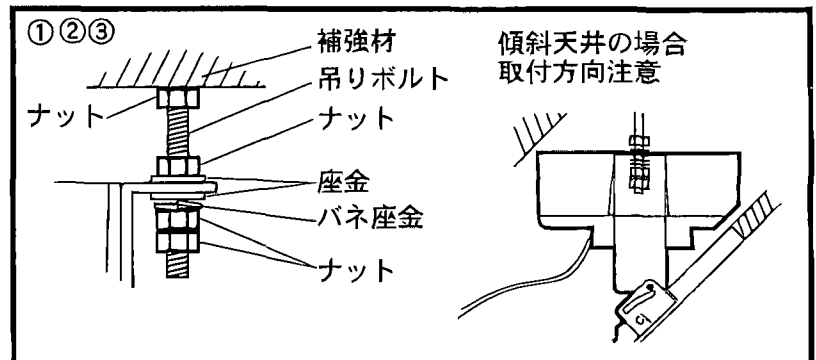 ①②③
補強材
吊りボルト
ナット
ナット
座金
バネ座金
ナット
傾斜天井の場合
取付方向注意